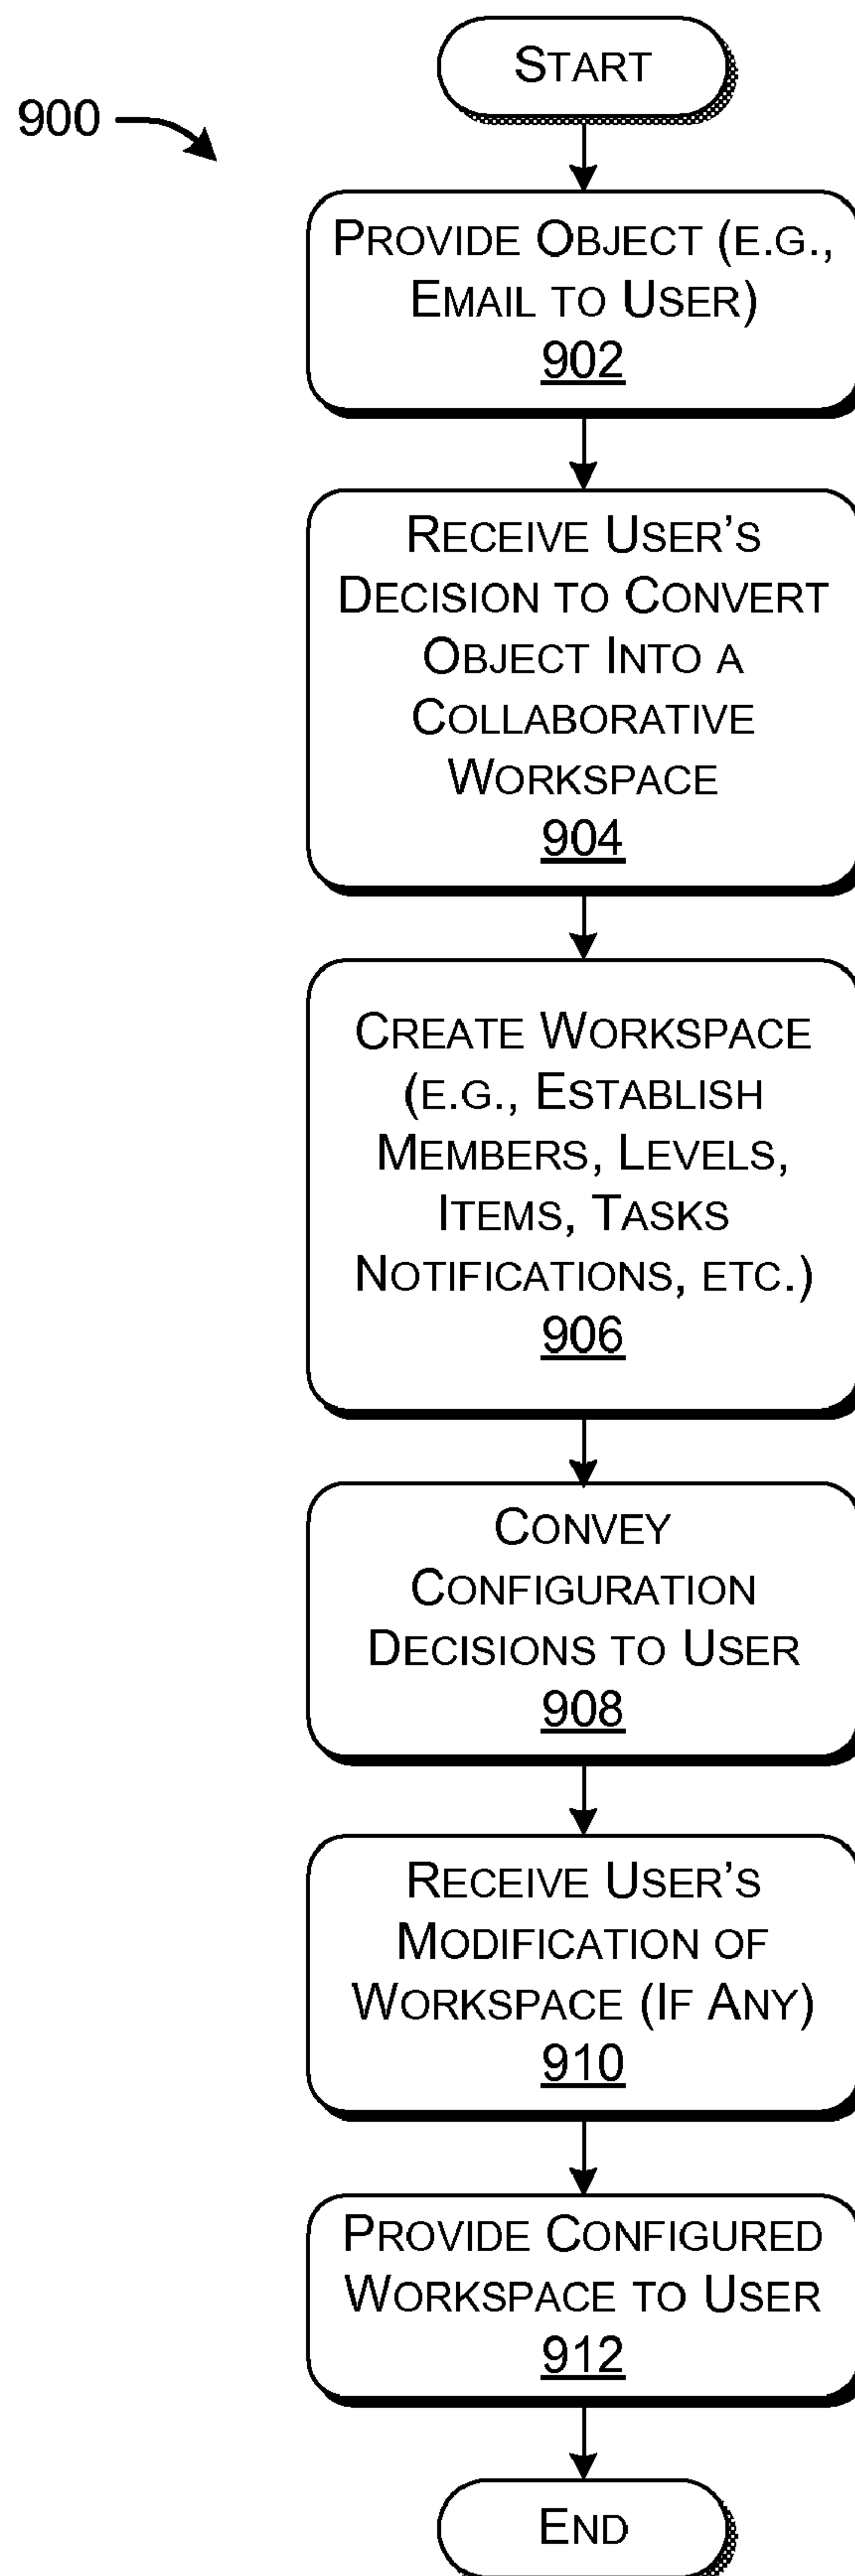 START
900
PROVIDE OBJECT (E.G.,
EMAIL TO USER)
902
RECEIVE USER'S
DECISION TO CONVERT
OBJECT INTO A
COLLABORATIVE
WORKSPACE
904
CREATE WORKSPACE
(E.G., ESTABLISH
MEMBERS, LEVELS,
ITEMS, TASKS
NOTIFICATIONS, ETC.)
906
CONVEY
CONFIGURATION
DECISIONS TO USER
908
RECEIVE USER'S
MODIFICATION OF
WORKSPACE (IF ANY)
910
PROVIDE CONFIGURED
WORKSPACE TO USER
912
END